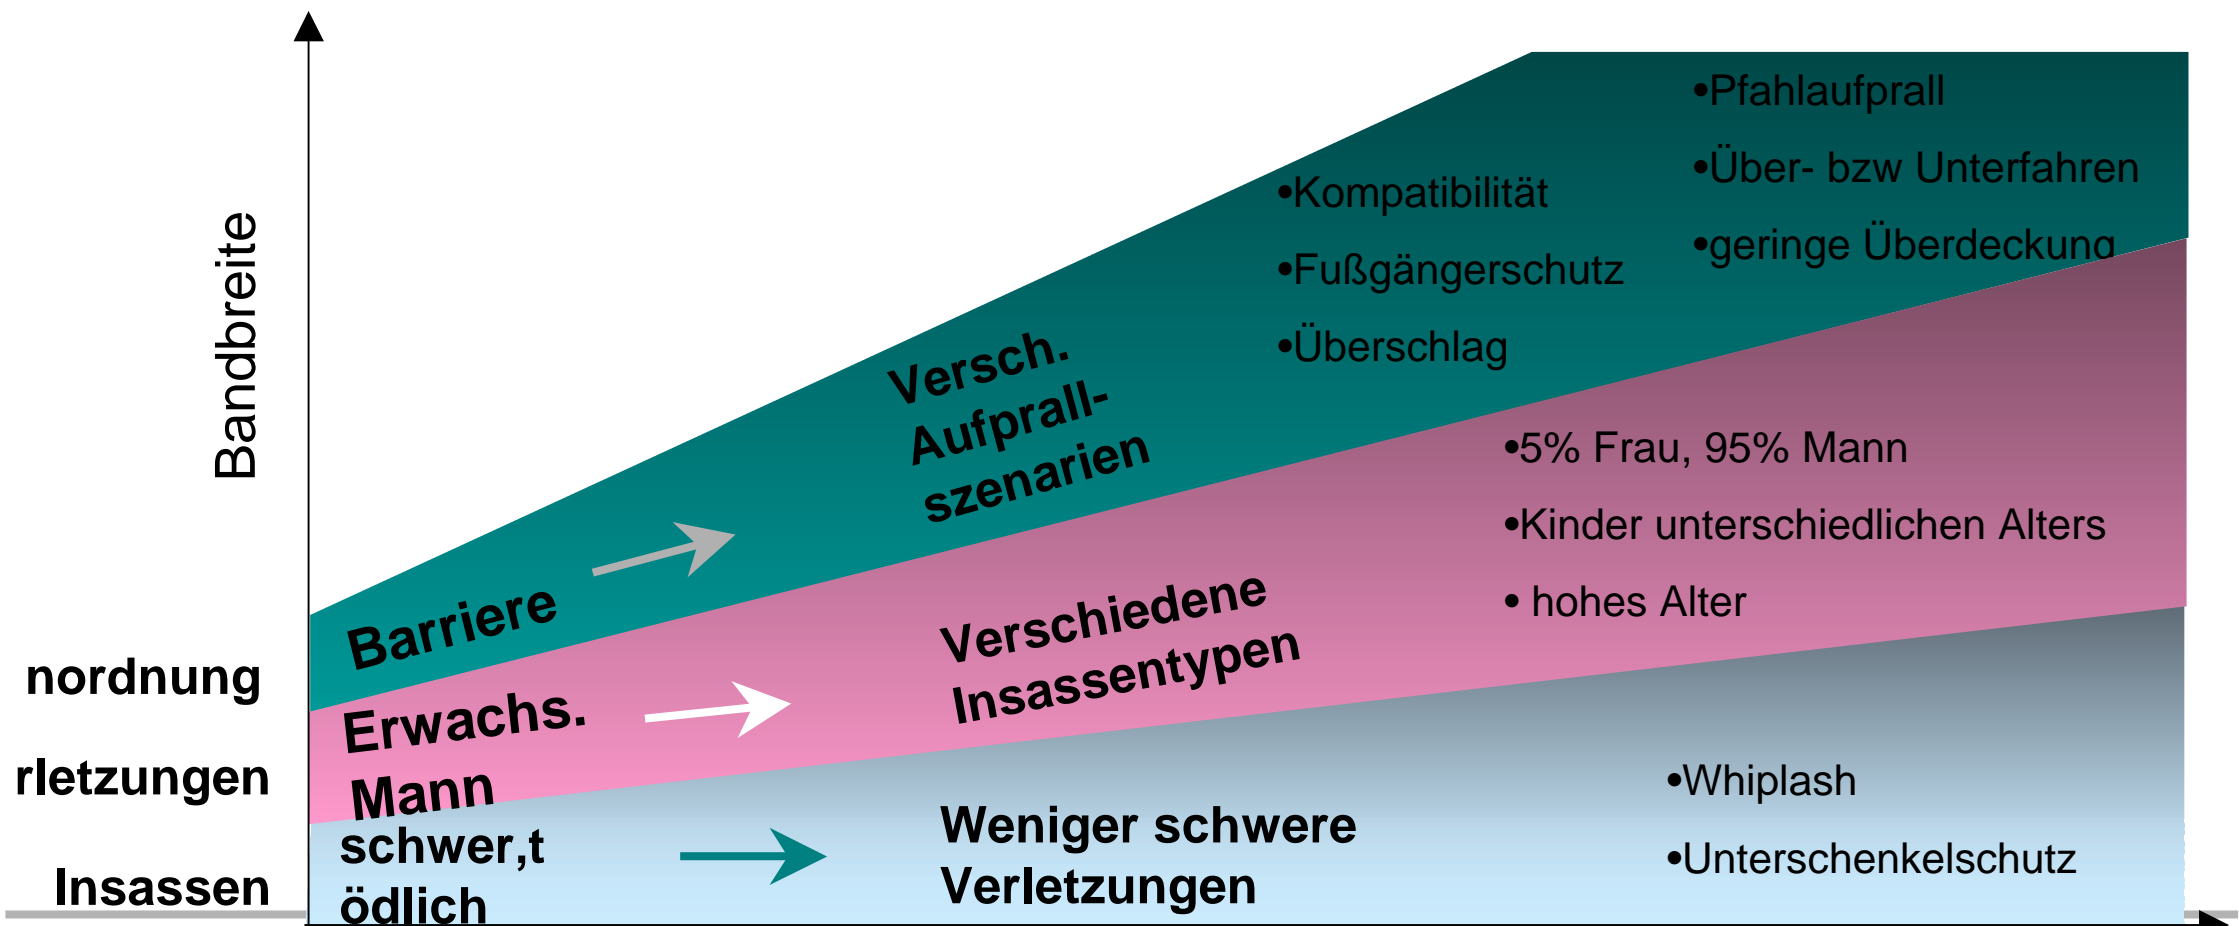 Bandbreite
•Pfahlaufprall
•Über- bzw Unterfahren
•geringe Überdeckung
•Kompatibilität
•Fußgängerschutz
•Überschlag
Versch.
Aufprall-
szenarien
Barriere
•5% Frau, 95% Mann
•Kinder unterschiedlichen Alters
• hohes Alter
Verschiedene
Insassentypen
Erwachs.
Mann
nordnung
rletzungen
Insassen
schwer,t
ödlich
Weniger schwere
Verletzungen
•Whiplash
•Unterschenkelschutz